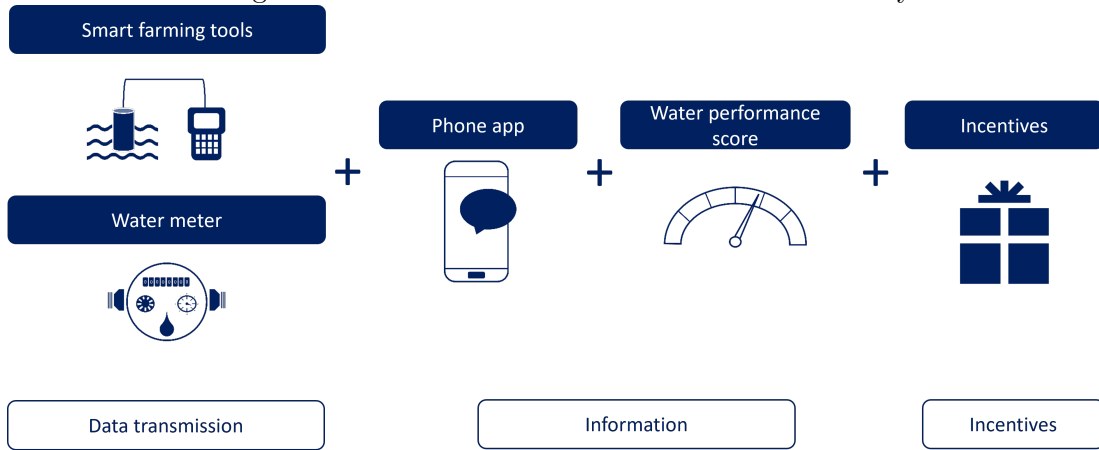 Smart farming tools
Phone app
Water performance
score
Incentives
Water meter
Data transmission
Information
Incentives